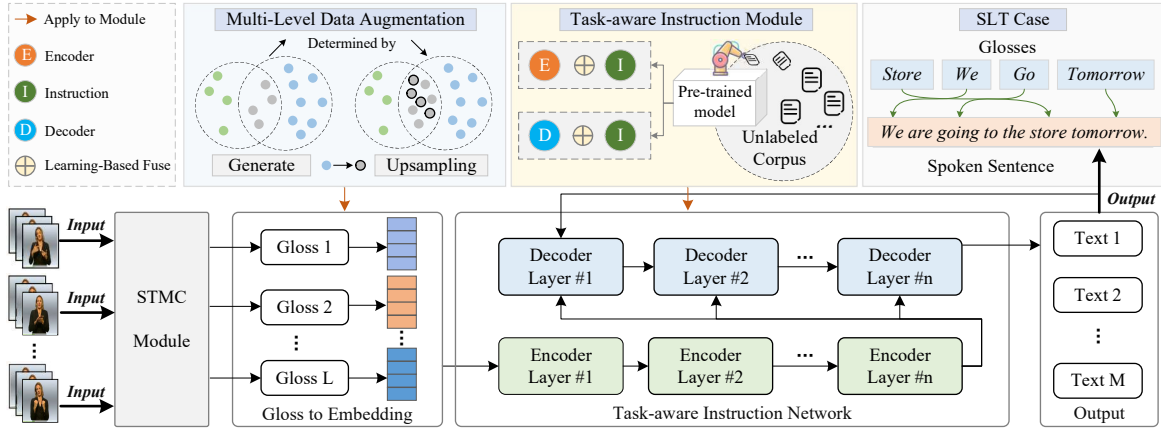 Apply to Module
E Encoder
I Instruction
D Decoder
Learning-Based Fuse
Multi-Level Data Augmentation
Determined by
Generate
Upsampling
Task-aware Instruction Module
E I
D I
Pre-trained
model
Unlabeled
...
Corpus
SLT Case
Glosses
Store We Go Tomorrow
We are going to the store tomorrow.
Spoken Sentence
Input
Input
...
Input
STMC
Module
Gloss 1
Gloss 2
...
...
Gloss L
Gloss to Embedding
Decoder
Layer #1
Decoder
Layer #2
...
Decoder
Layer #n
Encoder
Layer #1
Encoder
Layer #2
...
Encoder
Layer #n
Task-aware Instruction Network
Output
Text 1
Text 2
...
Text M
Output